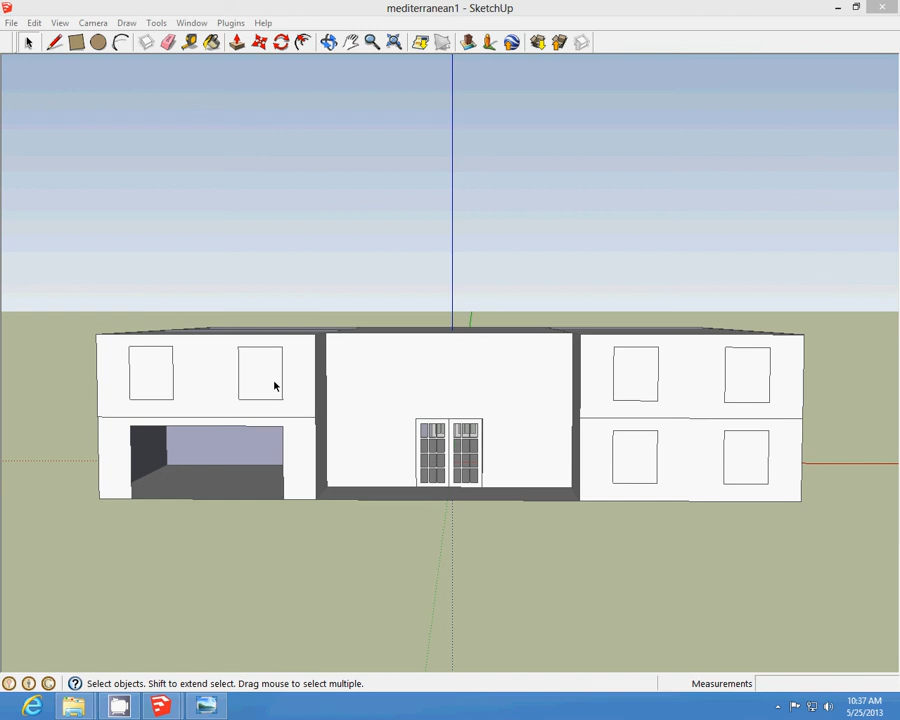 mediterranean1 - SketchUp
File Edit View Camera Draw Tools Window Plugins Help
Select objects. Shift to extend select. Drag mouse to select multiple.
Measurements
10:37 AM
5/25/2013